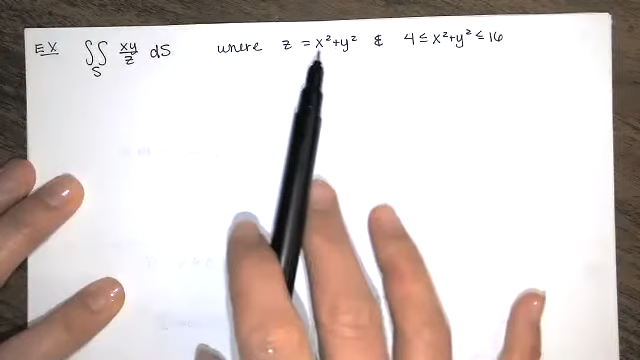 EX ∬_S xy/z dS where z = x²+y² & 4 ≤ x²+y² ≤ 16